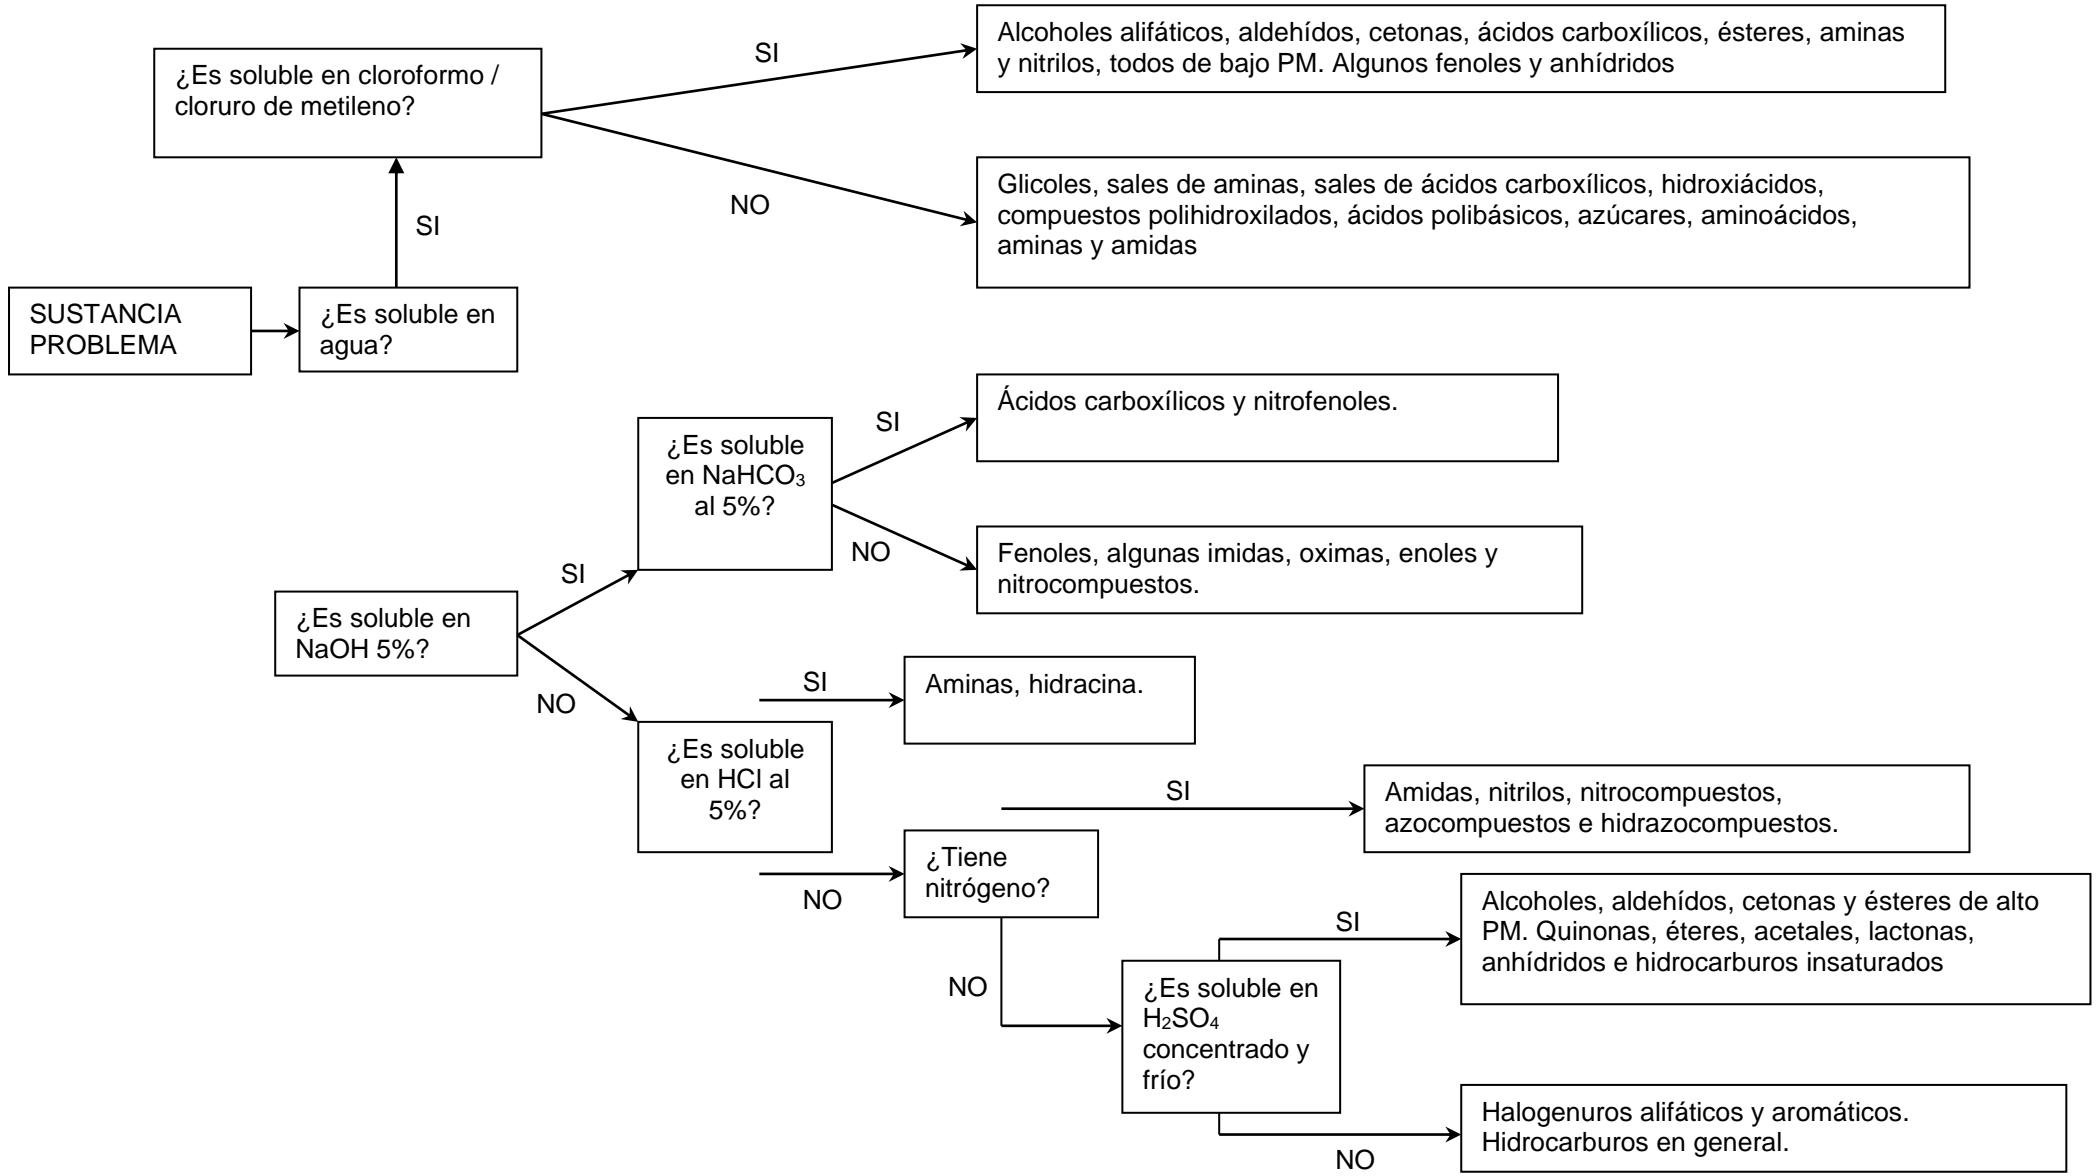 SI
Alcoholes alifáticos, aldehídos, cetonas, ácidos carboxílicos, ésteres, aminas
y nitrilos, todos de bajo PM. Algunos fenoles y anhídridos
¿Es soluble en cloroformo /
cloruro de metileno?
NO
Glicoles, sales de aminas, sales de ácidos carboxílicos, hidroxiácidos,
compuestos polihidroxilados, ácidos polibásicos, azúcares, aminoácidos,
aminas y amidas
SI
SUSTANCIA
PROBLEMA
¿Es soluble en
agua?
¿Es soluble
en NaHCO₃
al 5%?
SI
Ácidos carboxílicos y nitrofenoles.
NO
Fenoles, algunas imidas, oximas, enoles y
nitrocompuestos.
SI
¿Es soluble en
NaOH 5%?
NO
SI
Aminas, hidracina.
¿Es soluble
en HCl al
5%?
SI
Amidas, nitrilos, nitrocompuestos,
azocompuestos e hidrazocompuestos.
NO
¿Tiene
nitrógeno?
SI
Alcoholes, aldehídos, cetonas y ésteres de alto
PM. Quinonas, éteres, acetales, lactonas,
anhídridos e hidrocarburos insaturados
NO
¿Es soluble en
H₂SO₄
concentrado y
frío?
NO
Halogenuros alifáticos y aromáticos.
Hidrocarburos en general.